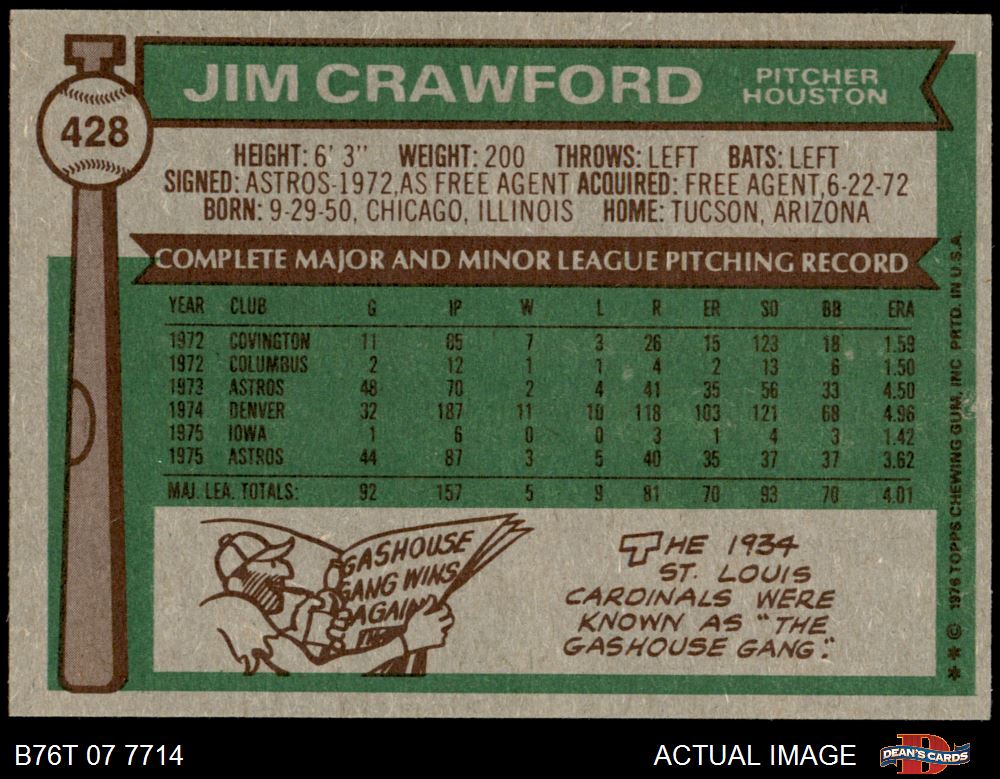 JIM CRAWFORD
PITCHER
HOUSTON
428
HEIGHT: 6' 3" WEIGHT: 200 THROWS: LEFT BATS: LEFT
SIGNED: ASTROS-1972, AS FREE AGENT ACQUIRED: FREE AGENT, 6-22-72
BORN: 9-29-50, CHICAGO, ILLINOIS HOME: TUCSON, ARIZONA
COMPLETE MAJOR AND MINOR LEAGUE PITCHING RECORD
YEAR CLUB G IP W L R ER SO BB ERA
1972 COVINGTON 11 85 7 3 26 15 123 18 1.59
1972 COLUMBUS 2 12 1 1 4 2 13 6 1.50
1973 ASTROS 48 70 2 4 41 35 56 33 4.50
1974 DENVER 32 187 11 10 118 103 121 68 4.96
1975 IOWA 1 6 0 0 3 1 4 3 1.42
1975 ASTROS 44 87 3 5 40 35 37 37 3.62
MAJ. LEA. TOTALS: 92 157 5 9 81 70 93 70 4.01
GASHOUSE
GANG WINS
AGAIN
THE 1934
ST. LOUIS
CARDINALS WERE
KNOWN AS "THE
GASHOUSE GANG."
* * © 1976 TOPPS CHEWING GUM, INC. PRTD. IN U.S.A.
B76T 07 7714
ACTUAL IMAGE
D
DEAN'S CARDS